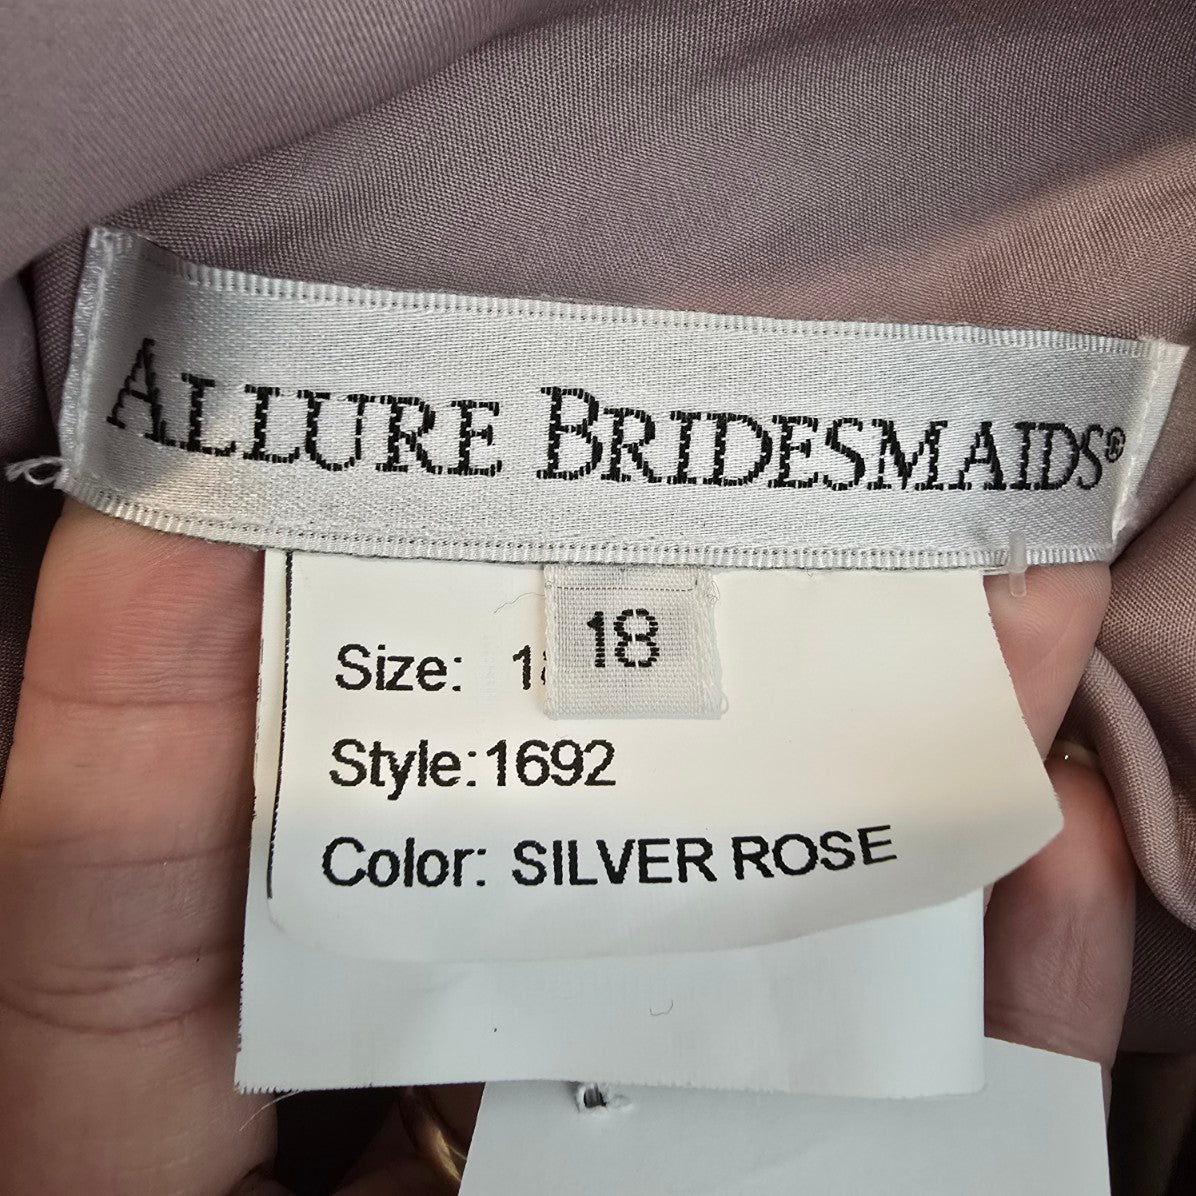 ALLURE BRIDESMAIDS®
18
Size:
Style:1692
Color: SILVER ROSE